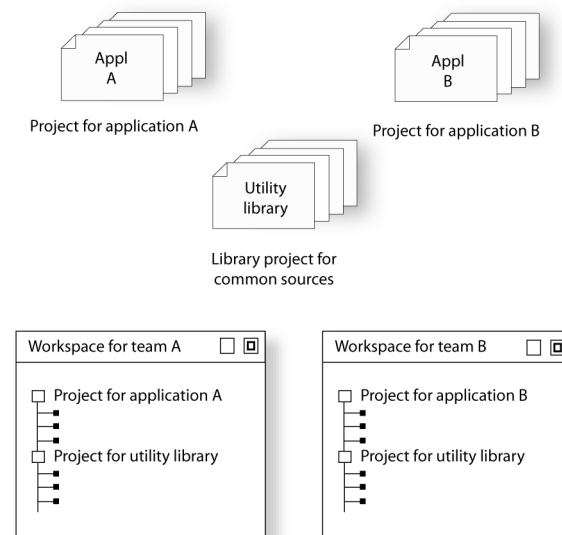 Appl
A
Appl
B
Project for application A
Project for application B
Utility
library
Library project for
common sources
Workspace for team A
Project for application A
Project for utility library
Workspace for team B
Project for application B
Project for utility library